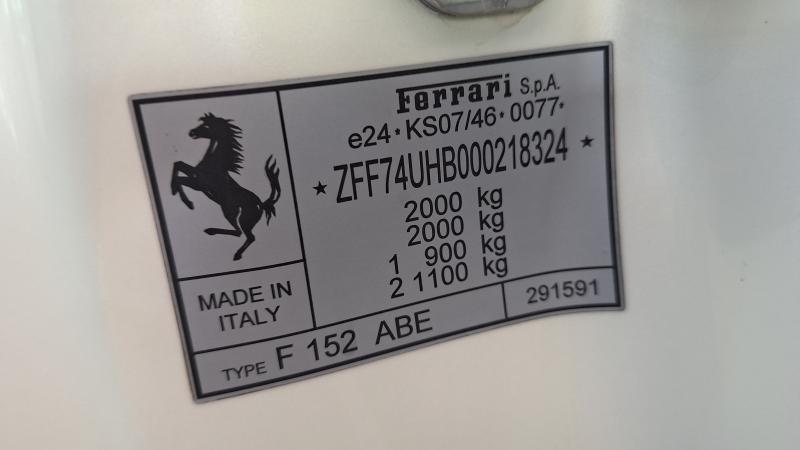 Ferrari S.p.A.
e24*KS07/46*0077*
★ ZFF74UHB000218324 ★
2000 kg
2000 kg
1 900 kg
2 1100 kg
MADE IN
ITALY
TYPE F 152 ABE
291591